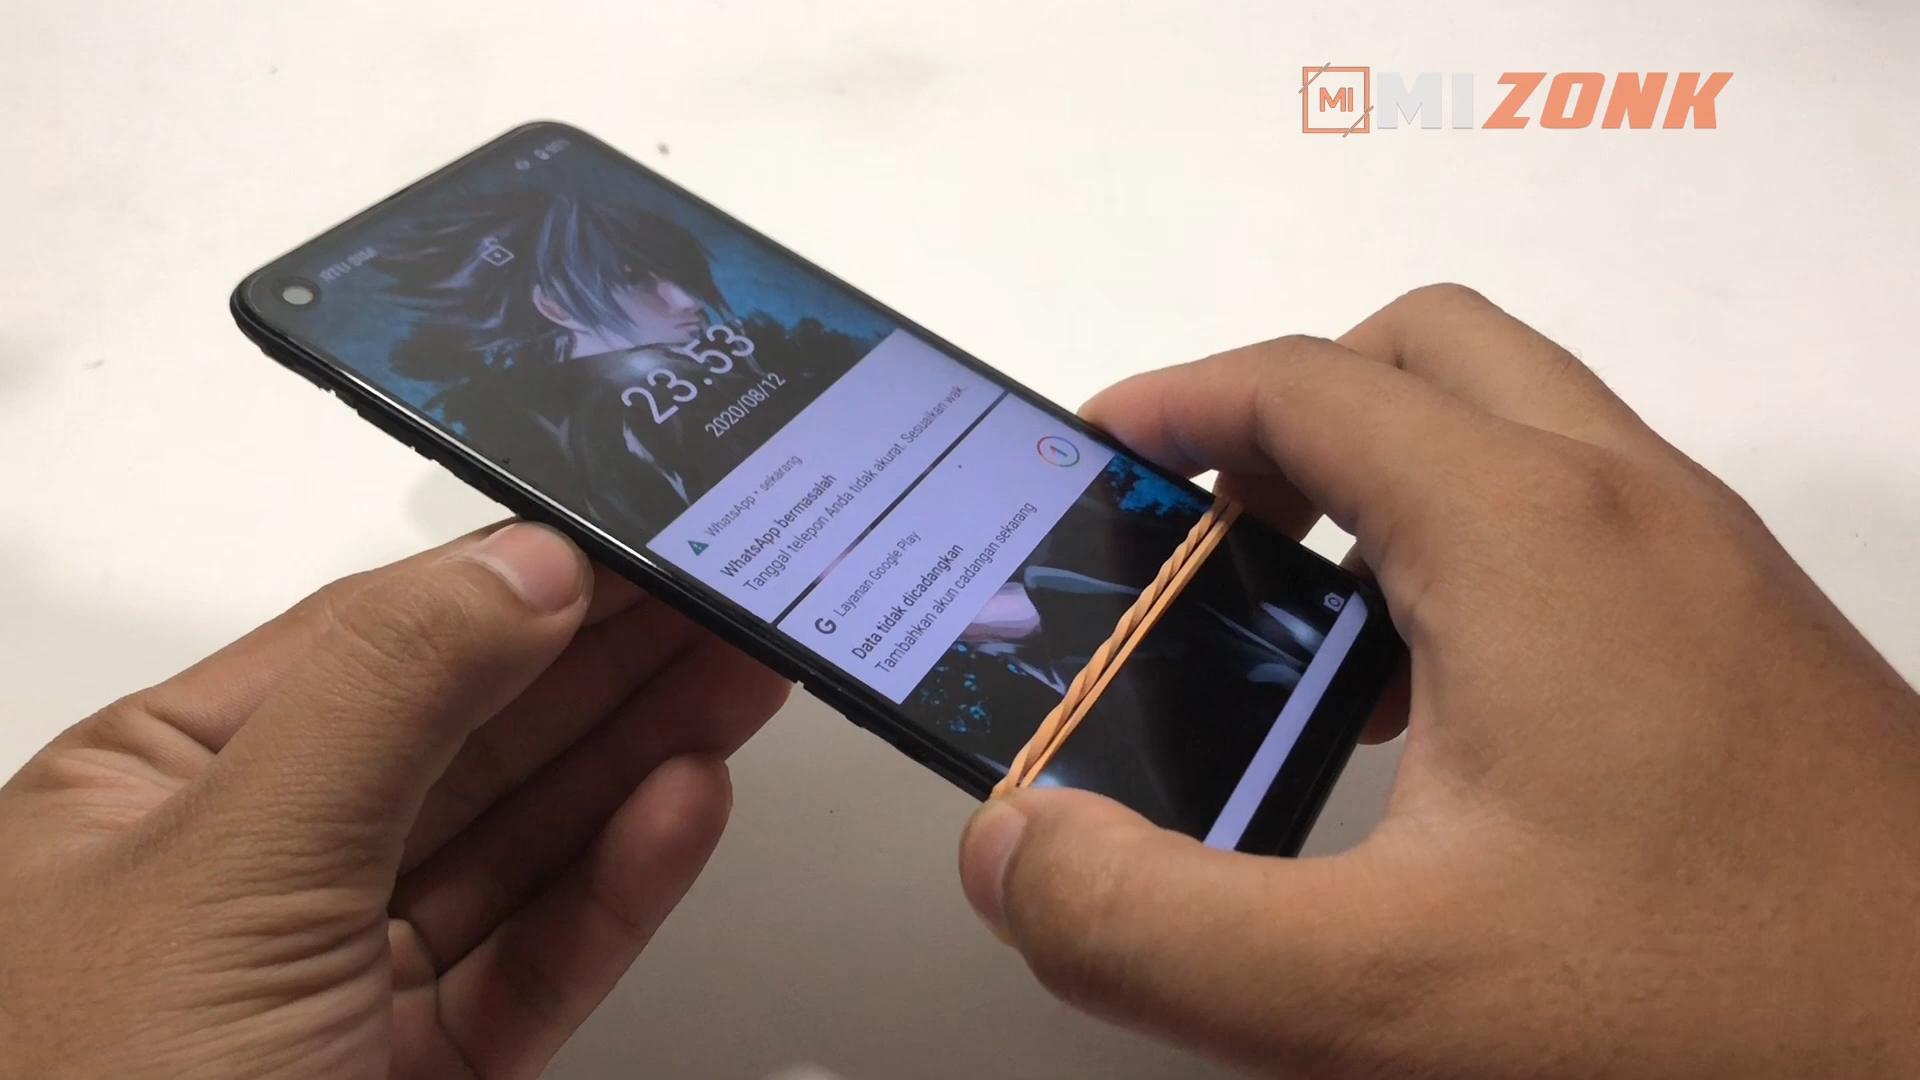 MI MIZONK
23.53
2020/08/12
WhatsApp • sekarang
WhatsApp bermasalah
Tanggal telepon Anda tidak akurat. Sesuaikan wak...
1
G Layanan Google Play
Data tidak dicadangkan
Tambahkan akun cadangan sekarang